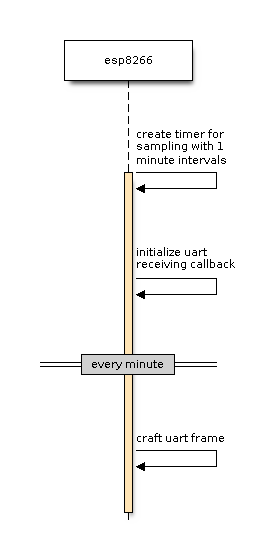 esp8266
create timer for
sampling with 1
minute intervals
initialize uart
receiving callback
every minute
craft uart frame